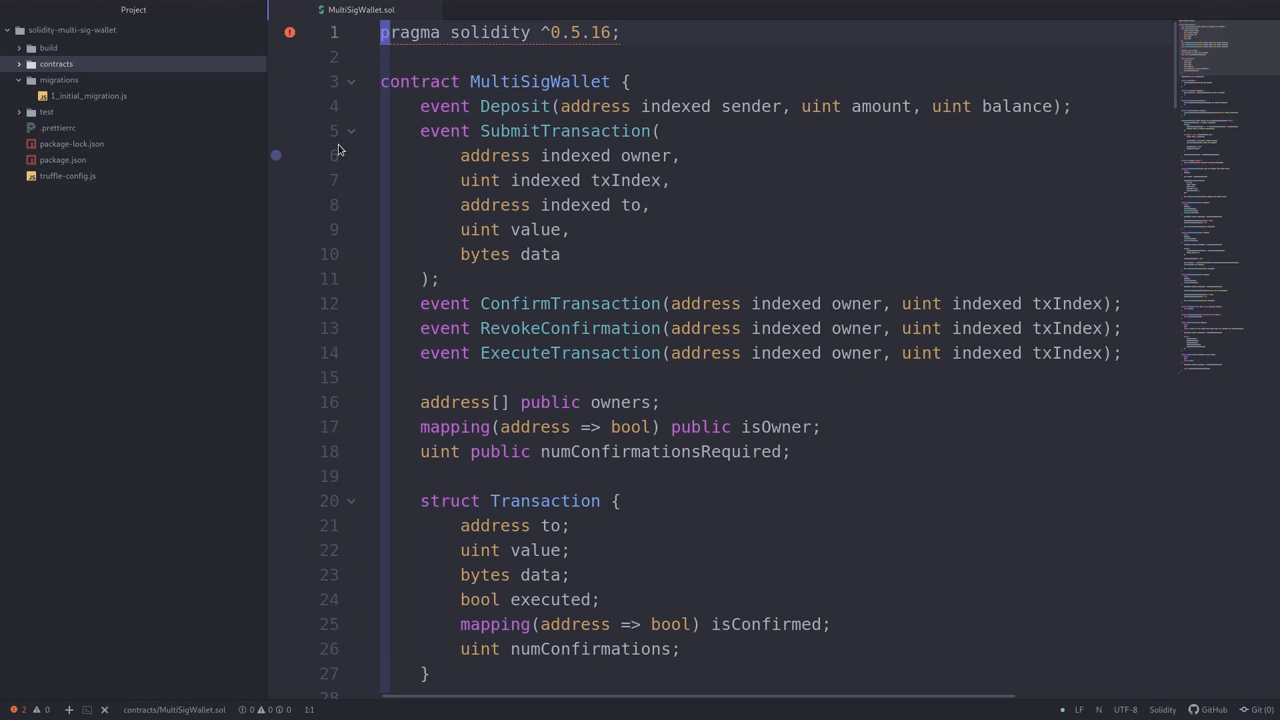 Project
MultiSigWallet.sol
solidity-multi-sig-wallet
build
contracts
migrations
1_initial_migration.js
test
.pettierrc
package-lock.json
package.json
truffle-config.js
1 pragma solidity ^0.5.16;
2
3 contract MultiSigWallet {
4 event Deposit(address indexed sender, uint amount, uint balance);
5 event SubmitTransaction(
6 address indexed owner,
7 uint indexed txIndex,
8 address indexed to,
9 uint value,
10 bytes data
11 );
12 event ConfirmTransaction(address indexed owner, uint indexed txIndex);
13 event RevokeConfirmation(address indexed owner, uint indexed txIndex);
14 event ExecuteTransaction(address indexed owner, uint indexed txIndex);
15
16 address[] public owners;
17 mapping(address => bool) public isOwner;
18 uint public numConfirmationsRequired;
19
20 struct Transaction {
21 address to;
22 uint value;
23 bytes data;
24 bool executed;
25 mapping(address => bool) isConfirmed;
26 uint numConfirmations;
27 }
28
2 0 contracts/MultiSigWallet.sol 0 0 0 1:1 LF N UTF-8 Solidity GitHub Git (0)